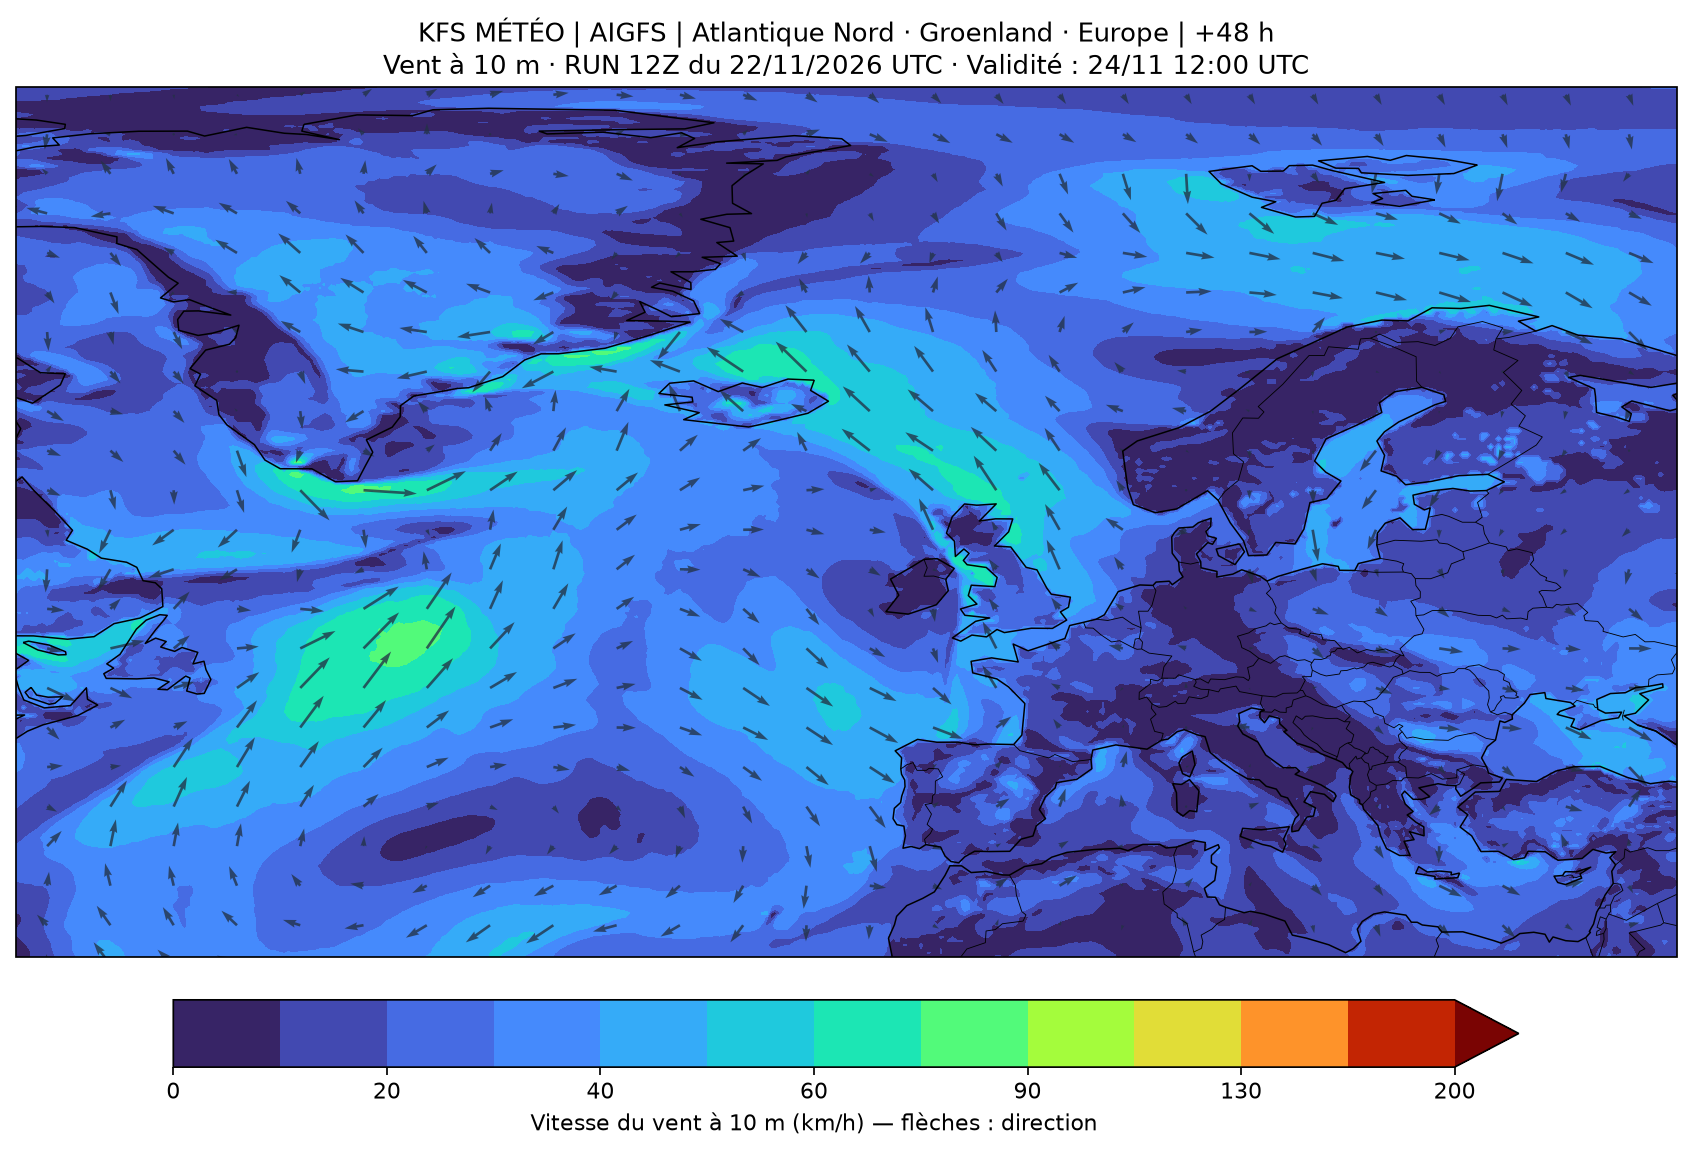 KFS MÉTÉO | AIGFS | Atlantique Nord · Groenland · Europe | +48 h
Vent à 10 m · RUN 12Z du 22/11/2026 UTC · Validité : 24/11 12:00 UTC
0 20 40 60 90 130 200
Vitesse du vent à 10 m (km/h) — flèches : direction